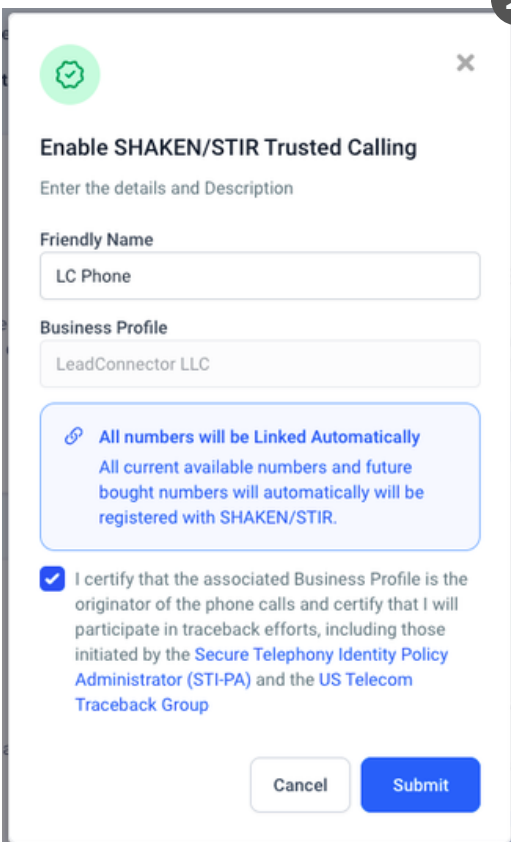 Enable SHAKEN/STIR Trusted Calling
Enter the details and Description
Friendly Name
LC Phone
Business Profile
LeadConnector LLC
All numbers will be Linked Automatically
All current available numbers and future
bought numbers will automatically will be
registered with SHAKEN/STIR.
I certify that the associated Business Profile is the
originator of the phone calls and certify that I will
participate in traceback efforts, including those
initiated by the Secure Telephony Identity Policy
Administrator (STI-PA) and the US Telecom
Traceback Group
Cancel
Submit